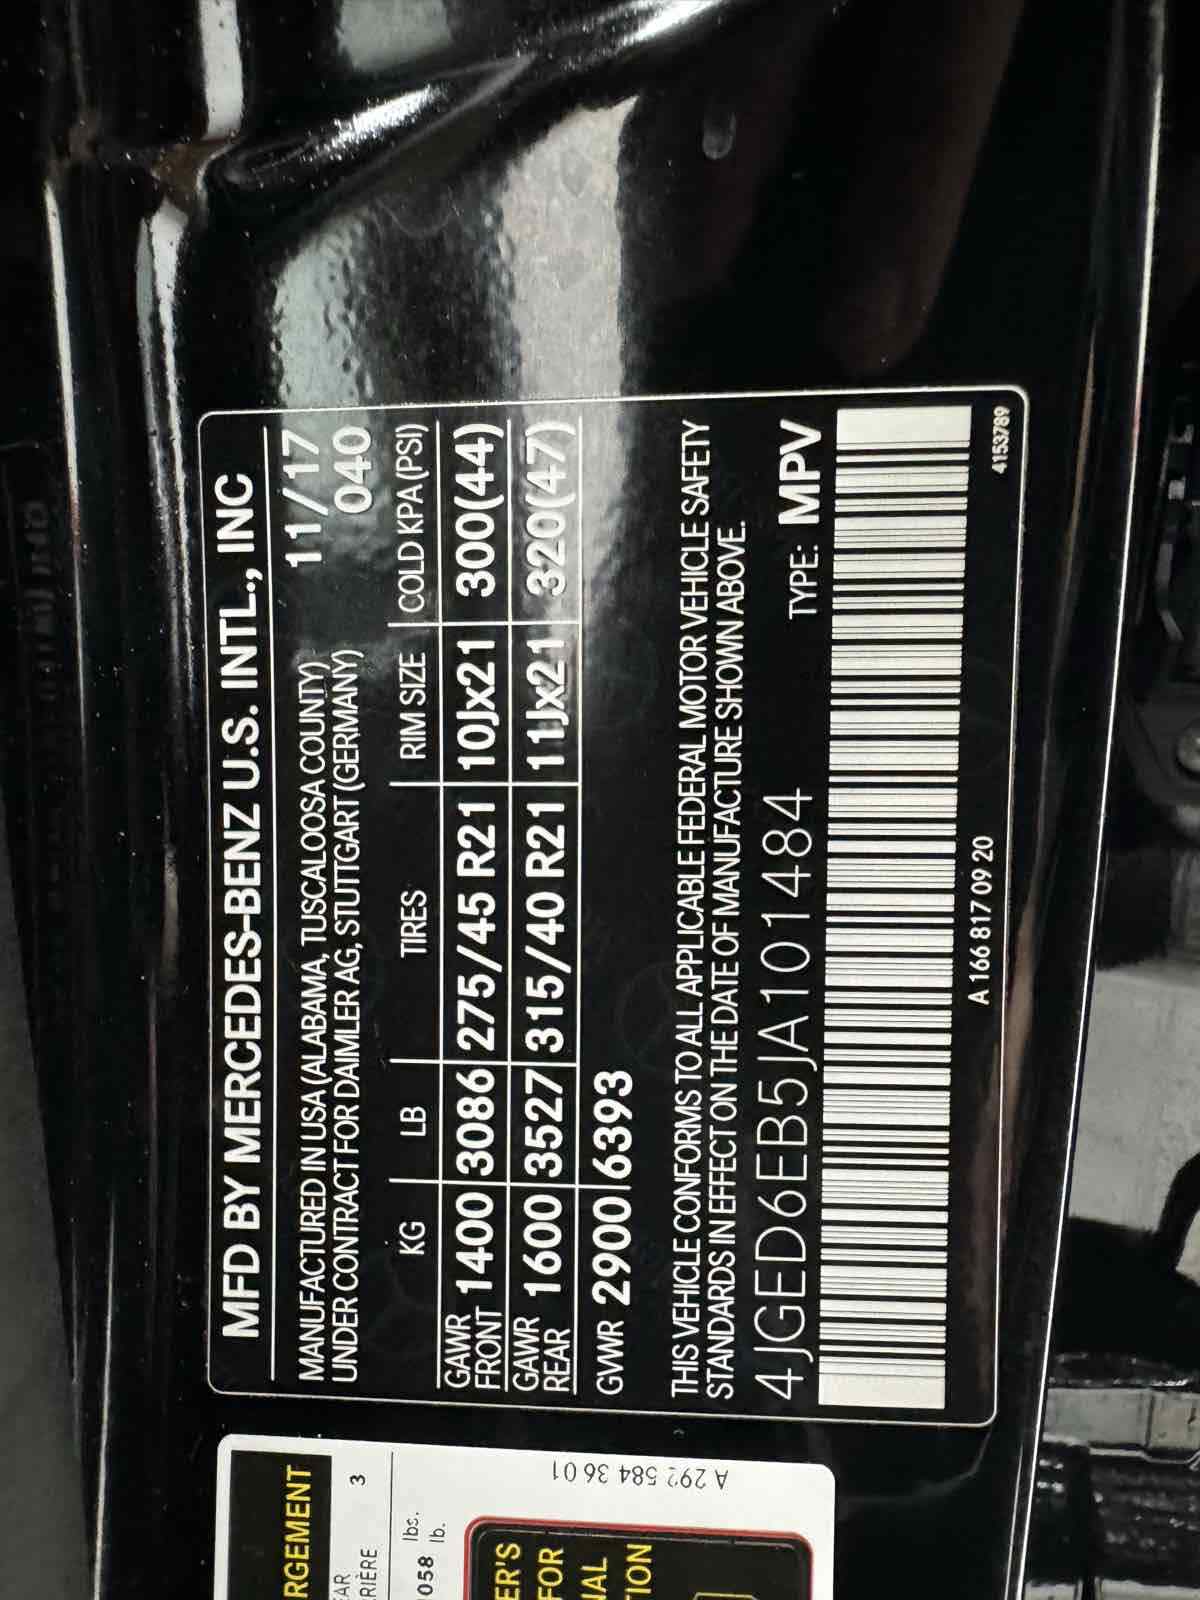 MFD BY MERCEDES-BENZ U.S. INTL., INC
MANUFACTURED IN USA (ALABAMA, TUSCALOOSA COUNTY) 11/17
UNDER CONTRACT FOR DAIMLER AG, STUTTGART (GERMANY) 040
KG LB TIRES RIM SIZE COLD KPA (PSI)
GAWR FRONT 1400 3086 275/45 R21 10Jx21 300(44)
GAWR REAR 1600 3527 315/40 R21 11Jx21 320(47)
GVWR 2900 6393
THIS VEHICLE CONFORMS TO ALL APPLICABLE FEDERAL MOTOR VEHICLE SAFETY
STANDARDS IN EFFECT ON THE DATE OF MANUFACTURE SHOWN ABOVE.
4JGED6EB5JA101484 TYPE: MPV
A 166 817 09 20 4153789
RGEMENT
EAR 3
RIÈRE
1058 lbs.
lb.
A 292 584 36 01
ER'S
FOR
NAL
TION